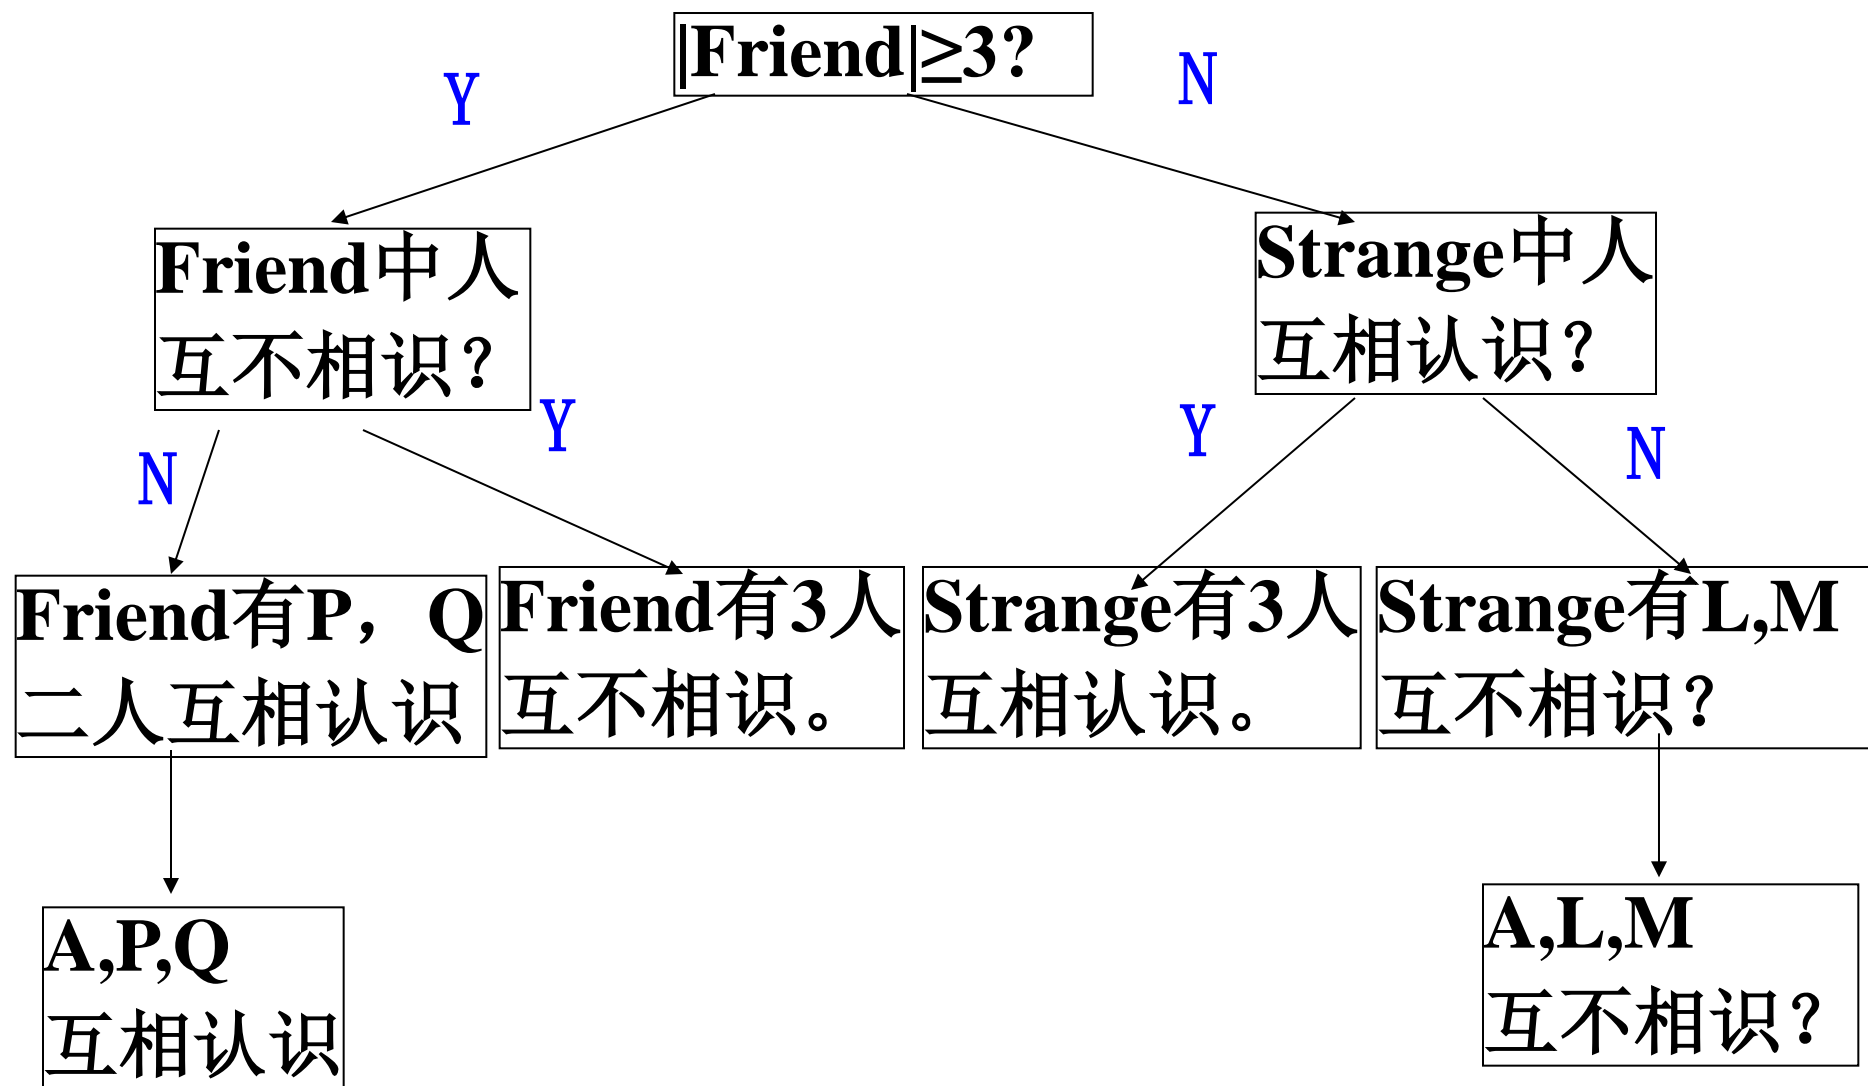 |Friend|≥3?
Y
N
Friend中人
互不相识？
Strange中人
互相认识？
N
Y
Y
N
Friend有P，Q
二人互相认识
Friend有3人
互不相识。
Strange有3人
互相认识。
Strange有L,M
互不相识？
A,P,Q
互相认识
A,L,M
互不相识？